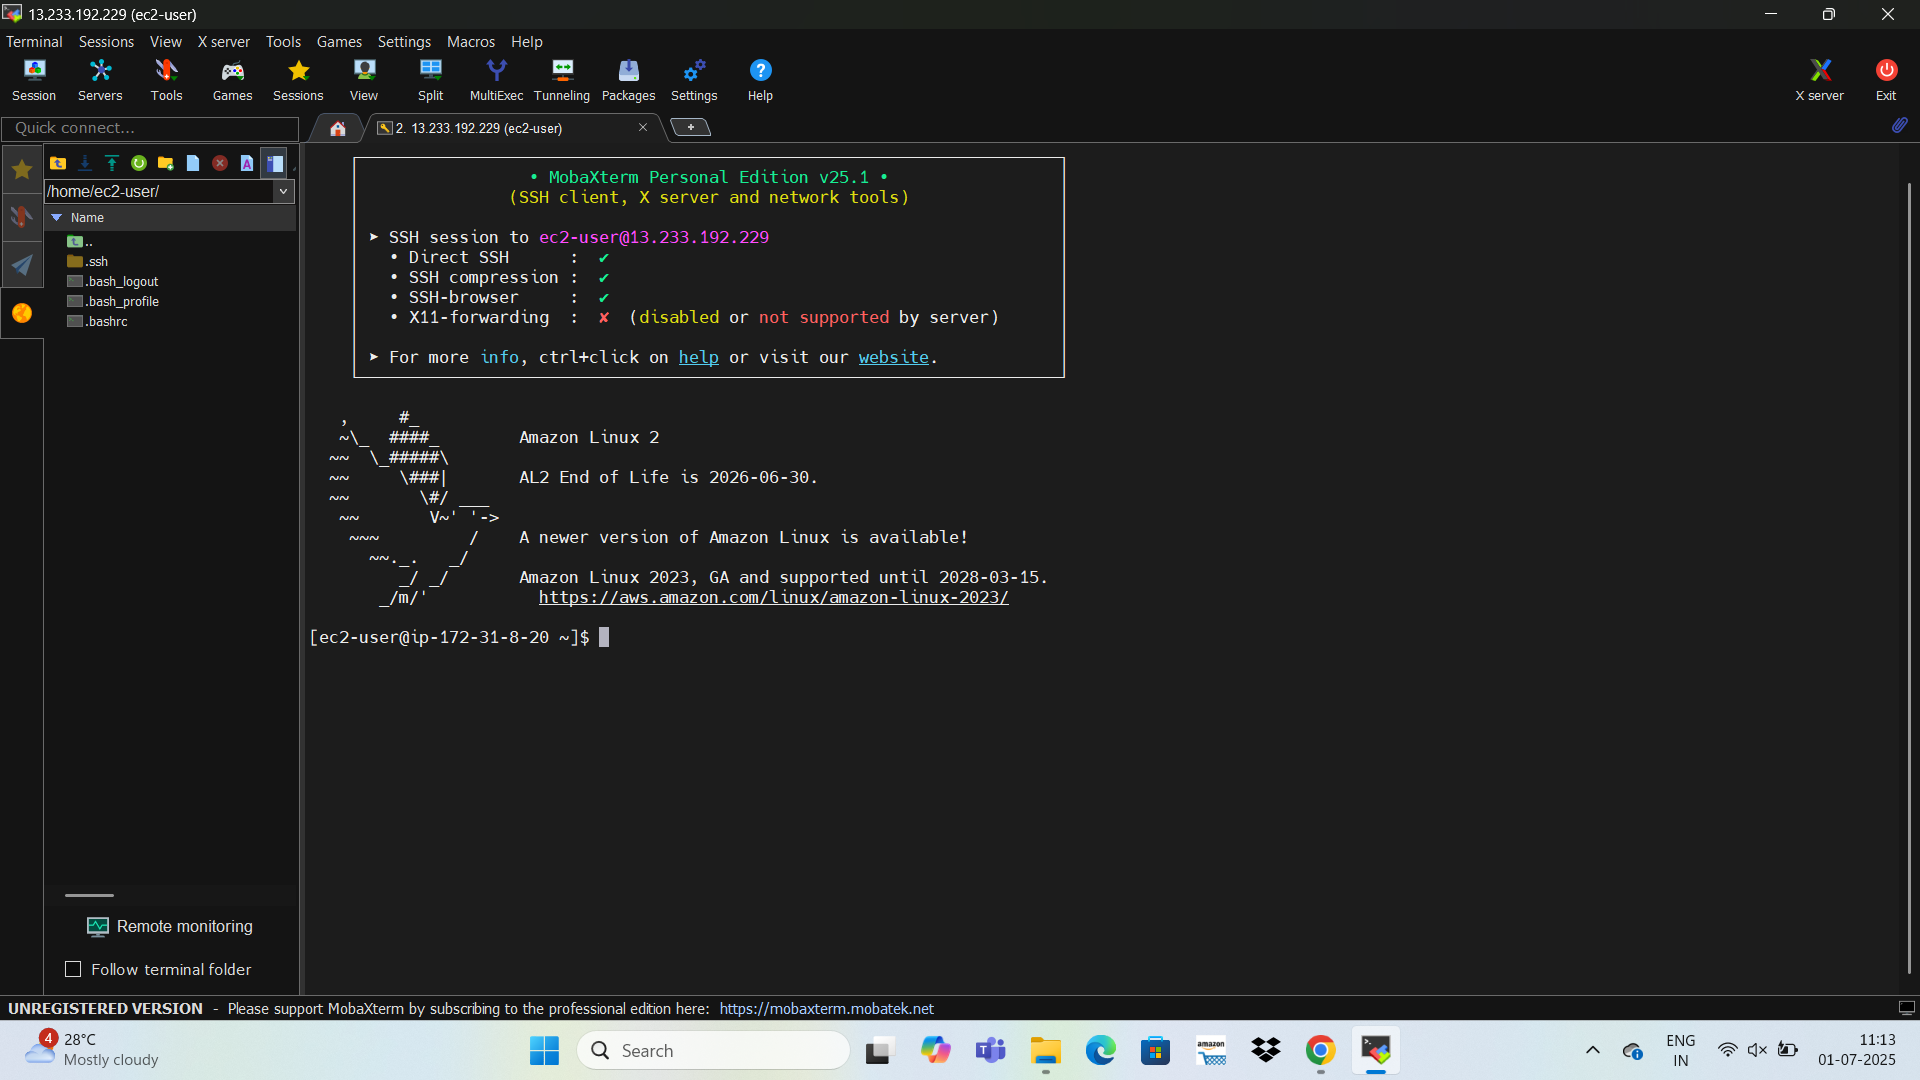 13.233.192.229 (ec2-user)
Terminal Sessions View X server Tools Games Settings Macros Help
Session Servers Tools Games Sessions View Split MultiExec Tunneling Packages Settings Help X server Exit
Quick connect...
2. 13.233.192.229 (ec2-user)
/home/ec2-user/
Name
..
.ssh
.bash_logout
.bash_profile
.bashrc
• MobaXterm Personal Edition v25.1 •
(SSH client, X server and network tools)
➤ SSH session to ec2-user@13.233.192.229
• Direct SSH : ✔
• SSH compression : ✔
• SSH-browser : ✔
• X11-forwarding : ✘ (disabled or not supported by server)
➤ For more info, ctrl+click on help or visit our website.
, #_
~\_ ####_ Amazon Linux 2
~~ \_#####\
~~ \###| AL2 End of Life is 2026-06-30.
~~ \#/ ___
~~ V~' '->
~~~ / A newer version of Amazon Linux is available!
~~._. _/
_/ _/ Amazon Linux 2023, GA and supported until 2028-03-15.
_/m/' https://aws.amazon.com/linux/amazon-linux-2023/
[ec2-user@ip-172-31-8-20 ~]$
Remote monitoring
Follow terminal folder
UNREGISTERED VERSION - Please support MobaXterm by subscribing to the professional edition here: https://mobaxterm.mobatek.net
4
28°C
Mostly cloudy
Search
amazon
ENG
IN
11:13
01-07-2025